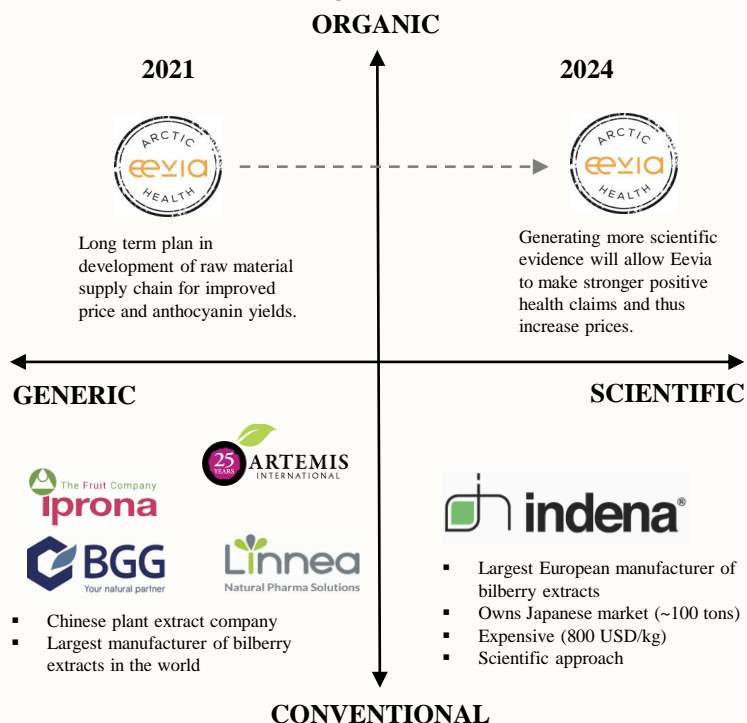 ORGANIC
2021
2024
ARCTIC
eevia
HEALTH
ARCTIC
eevia
HEALTH
Long term plan in
development of raw material
supply chain for improved
price and anthocyanin yields.
Generating more scientific
evidence will allow Eevia
to make stronger positive
health claims and thus
increase prices.
GENERIC
SCIENTIFIC
25
YEARS
ARTEMIS
INTERNATIONAL
The Fruit Company
iprona
BGG
Your natural partner
Linnea
Natural Pharma Solutions
indena®
▪ Chinese plant extract company
▪ Largest manufacturer of bilberry
extracts in the world
▪ Largest European manufacturer of
bilberry extracts
▪ Owns Japanese market (~100 tons)
▪ Expensive (800 USD/kg)
▪ Scientific approach
CONVENTIONAL